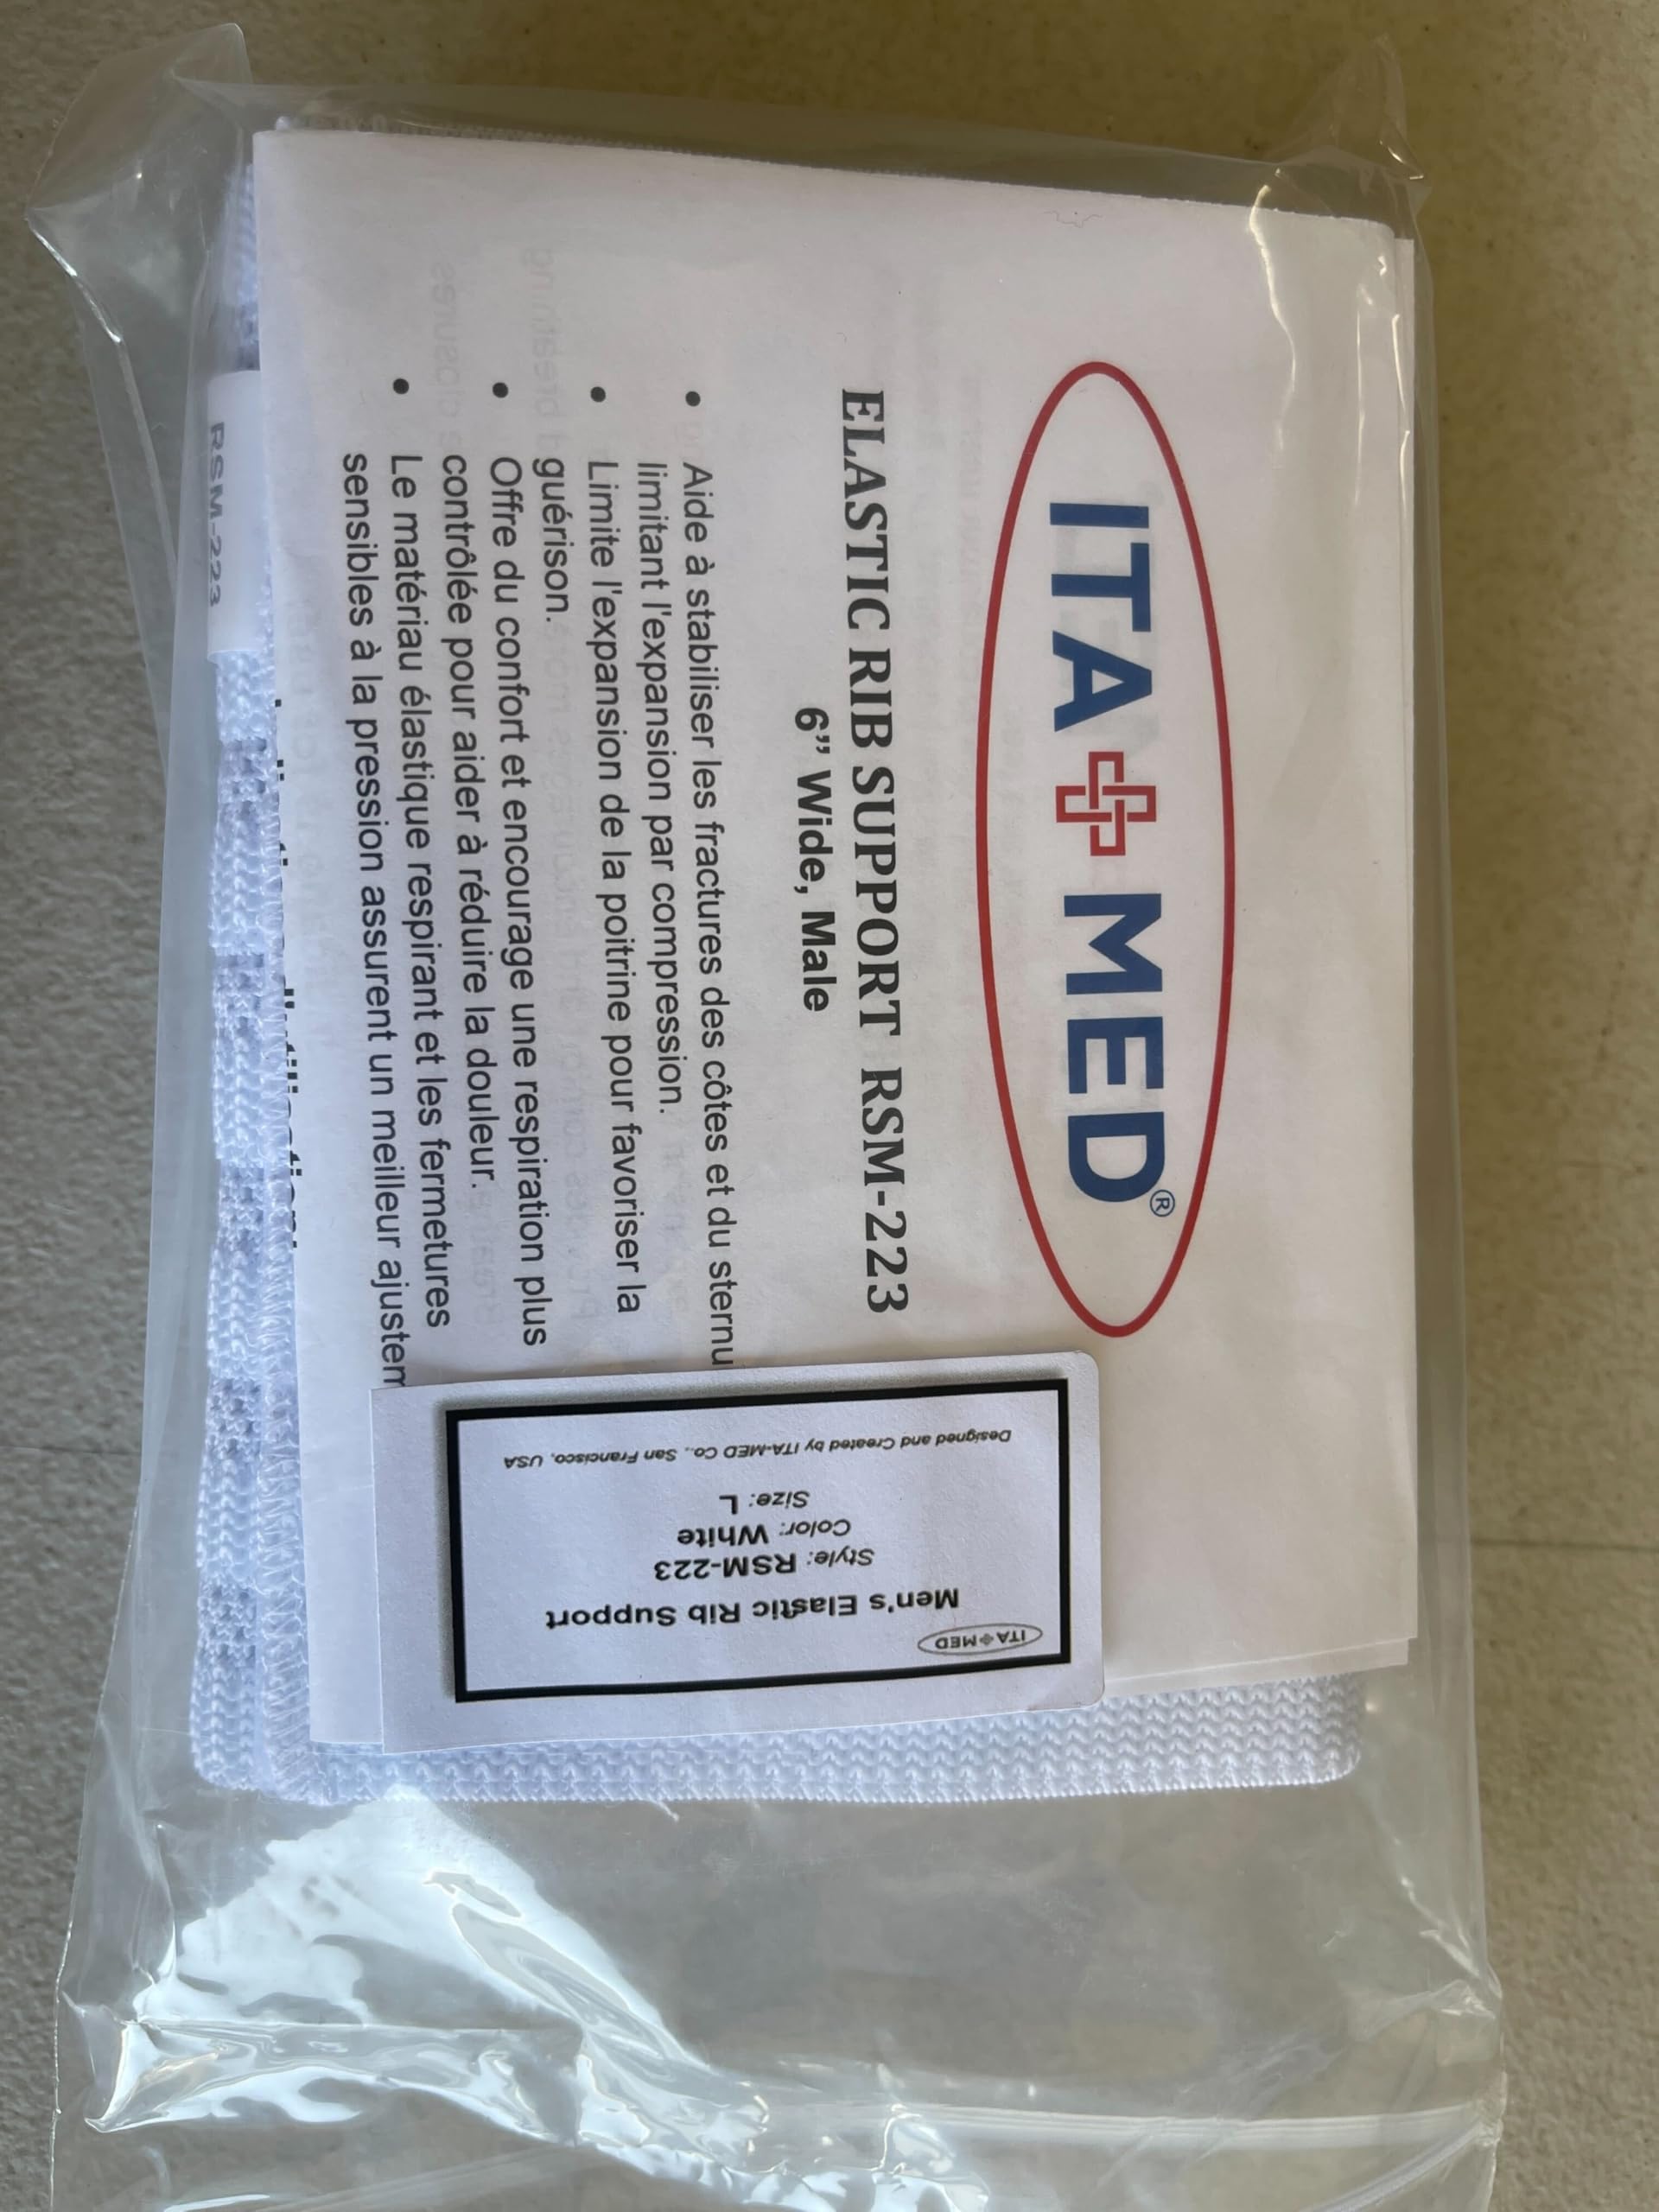 ITA MED®
ELASTIC RIB SUPPORT RSM-223
6” Wide, Male
• Aide à stabiliser les fractures des côtes et du sternu
limitant l'expansion par compression.
• Limite l'expansion de la poitrine pour favoriser la
guérison.
• Offre du confort et encourage une respiration plus
contrôlée pour aider à réduire la douleur.
• Le matériau élastique respirant et les fermetures
sensibles à la pression assurent un meilleur ajustem
RSM-223
ITA MED
Men's Elastic Rib Support
Style: RSM-223
Color: White
Size: L
Designed and Created by ITA-MED Co., San Francisco, USA